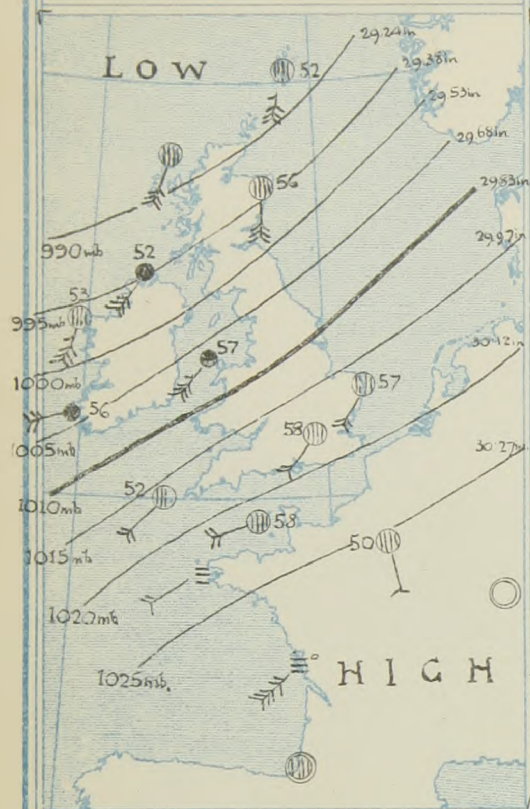 29.24in
LOW
52
29.38in
29.53in
29.68in
56
29.83in
990mb
52
29.97in
53
995mb
57
30.12in
1000mb
57
56
58
30.27in
1005mb
52
1010mb
58
50
1015mb
1020mb
1025mb.
HIGH